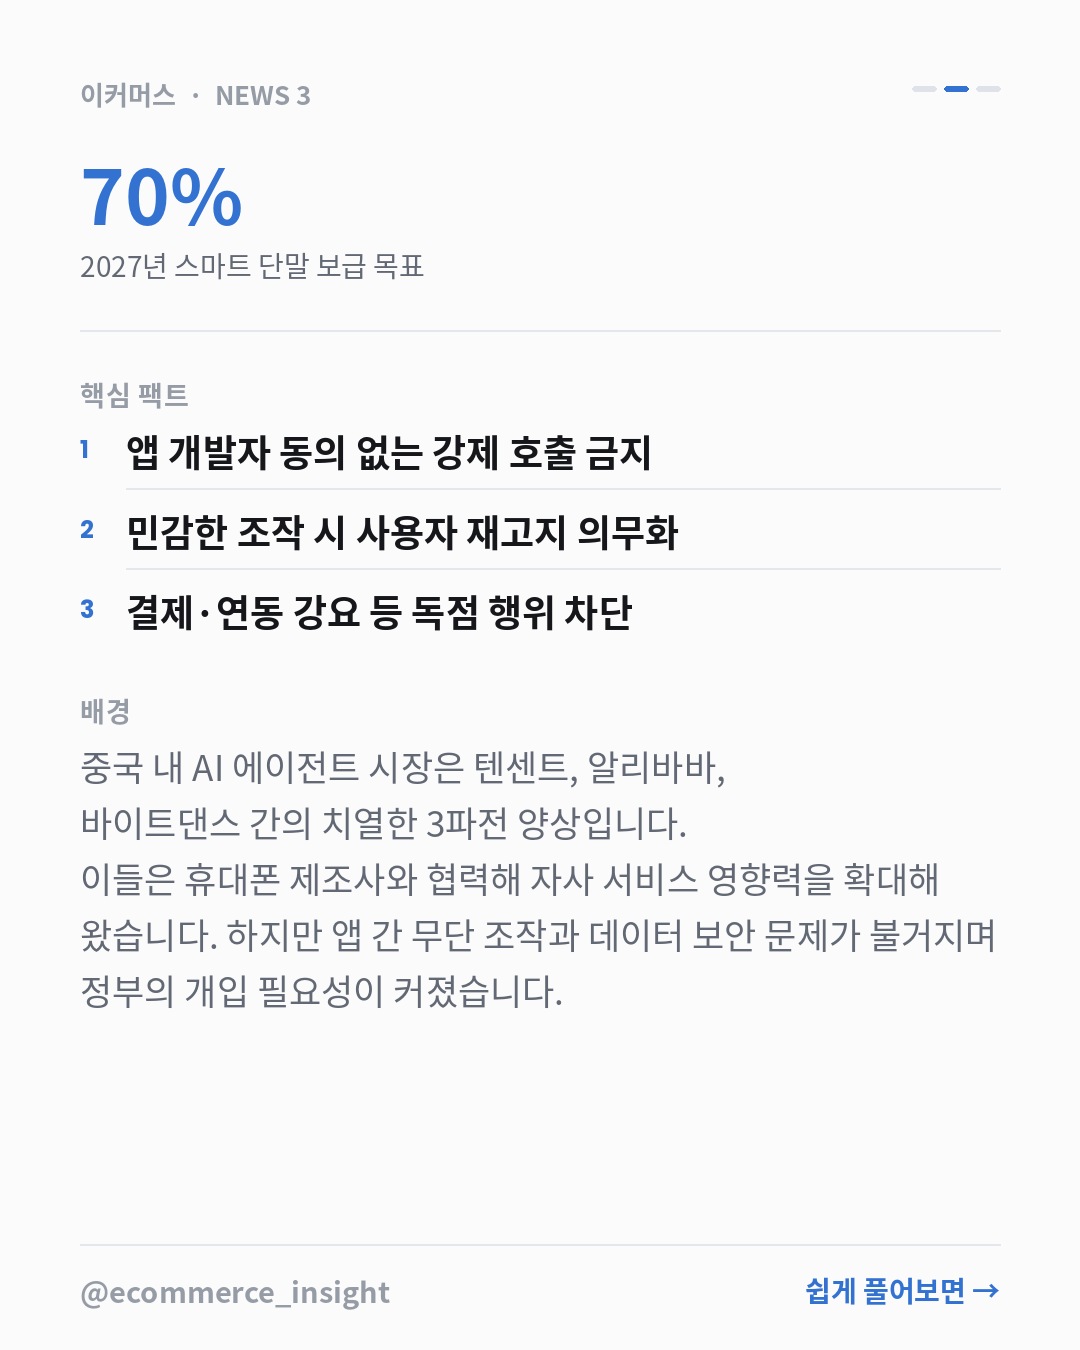 이커머스 · NEWS 3
70%
2027년 스마트 단말 보급 목표
핵심 팩트
1 앱 개발자 동의 없는 강제 호출 금지
2 민감한 조작 시 사용자 재고지 의무화
3 결제·연동 강요 등 독점 행위 차단
배경
중국 내 AI 에이전트 시장은 텐센트, 알리바바,
바이트댄스 간의 치열한 3파전 양상입니다.
이들은 휴대폰 제조사와 협력해 자사 서비스 영향력을 확대해
왔습니다. 하지만 앱 간 무단 조작과 데이터 보안 문제가 불거지며
정부의 개입 필요성이 커졌습니다.
@ecommerce_insight
쉽게 풀어보면 →